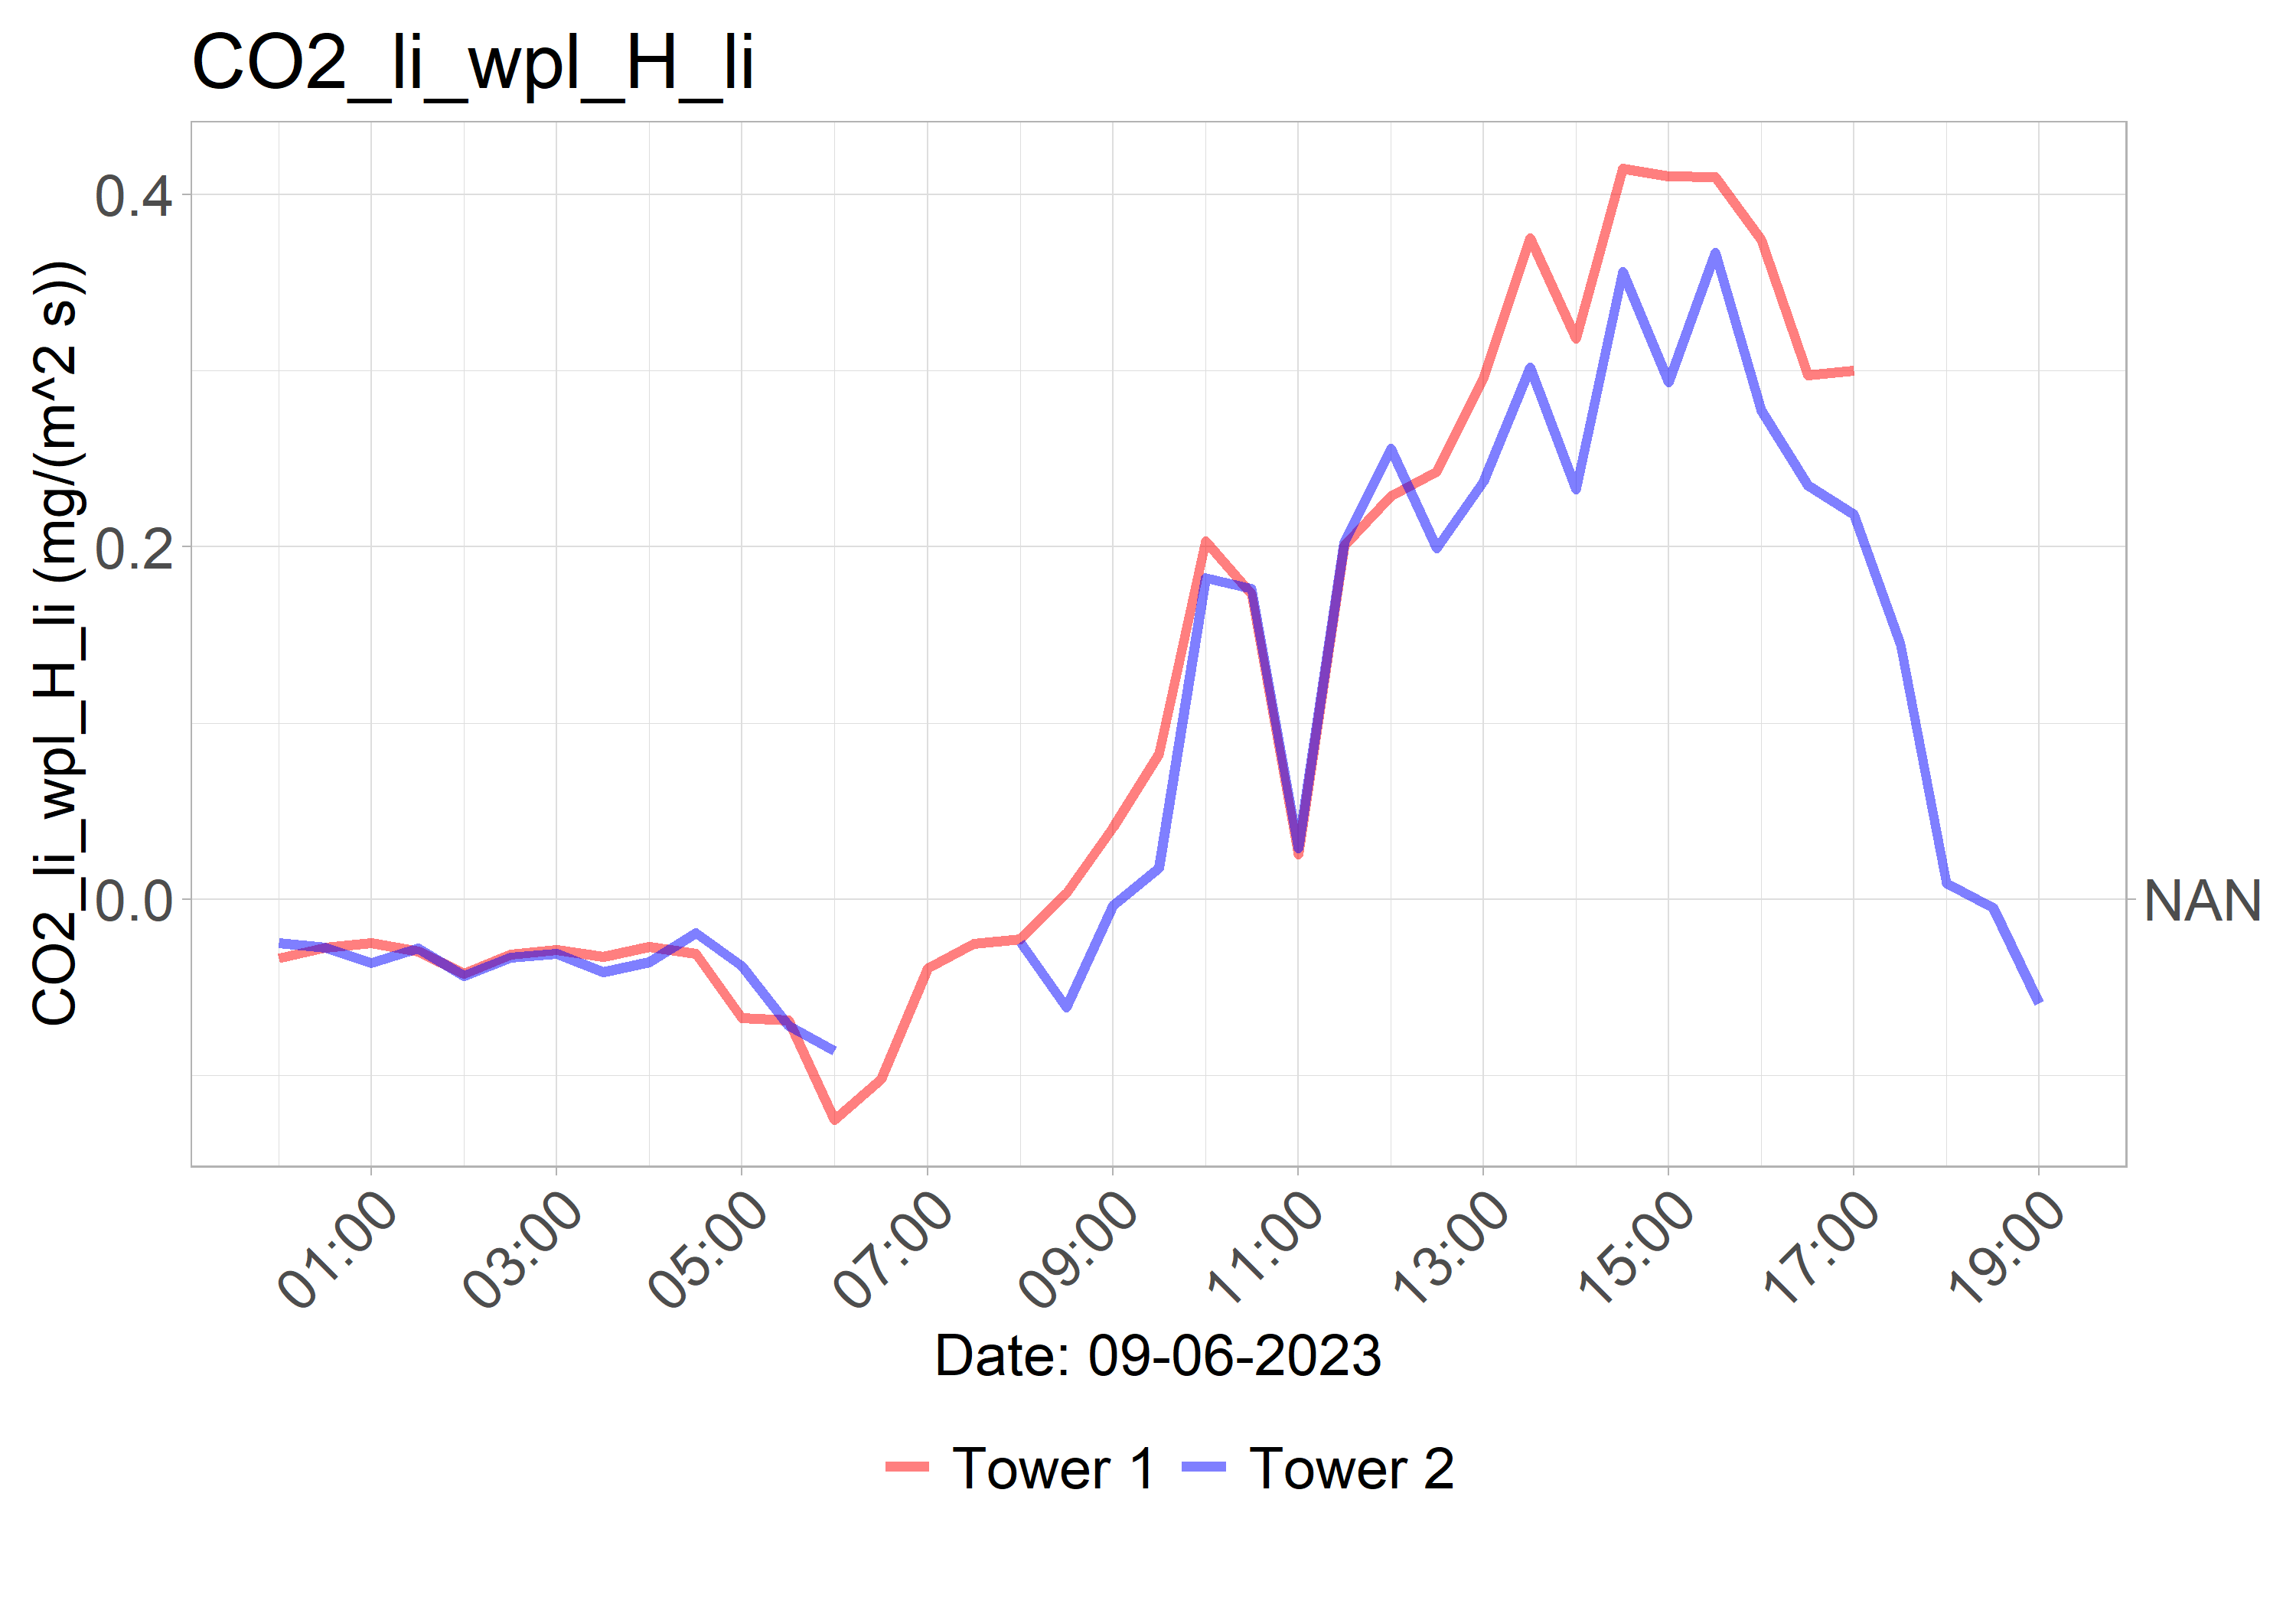 CO2_li_wpl_H_li
CO2_li_wpl_H_li (mg/(m^2 s))
0.4
0.2
0.0
NAN
01:00
03:00
05:00
07:00
09:00
11:00
13:00
15:00
17:00
19:00
Date: 09-06-2023
Tower 1
Tower 2